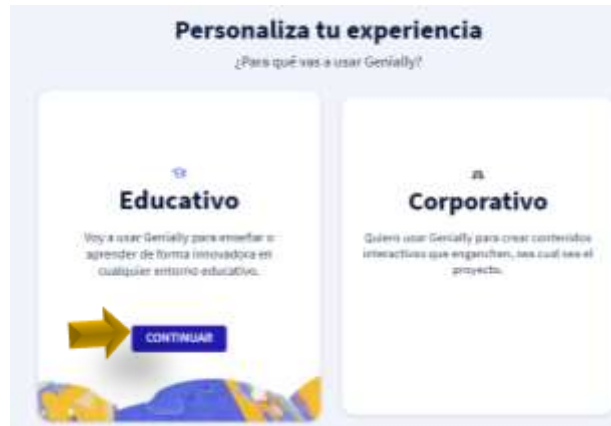 Personaliza tu experiencia
¿Para qué vas a usar Genially?
Educativo
Voy a usar Genially para enseñar o
aprender de forma innovadora en
cualquier entorno educativo.
CONTINUAR
Corporativo
Quiero usar Genially para crear contenidos
interactivos que enganchen, sea cual sea el
proyecto.